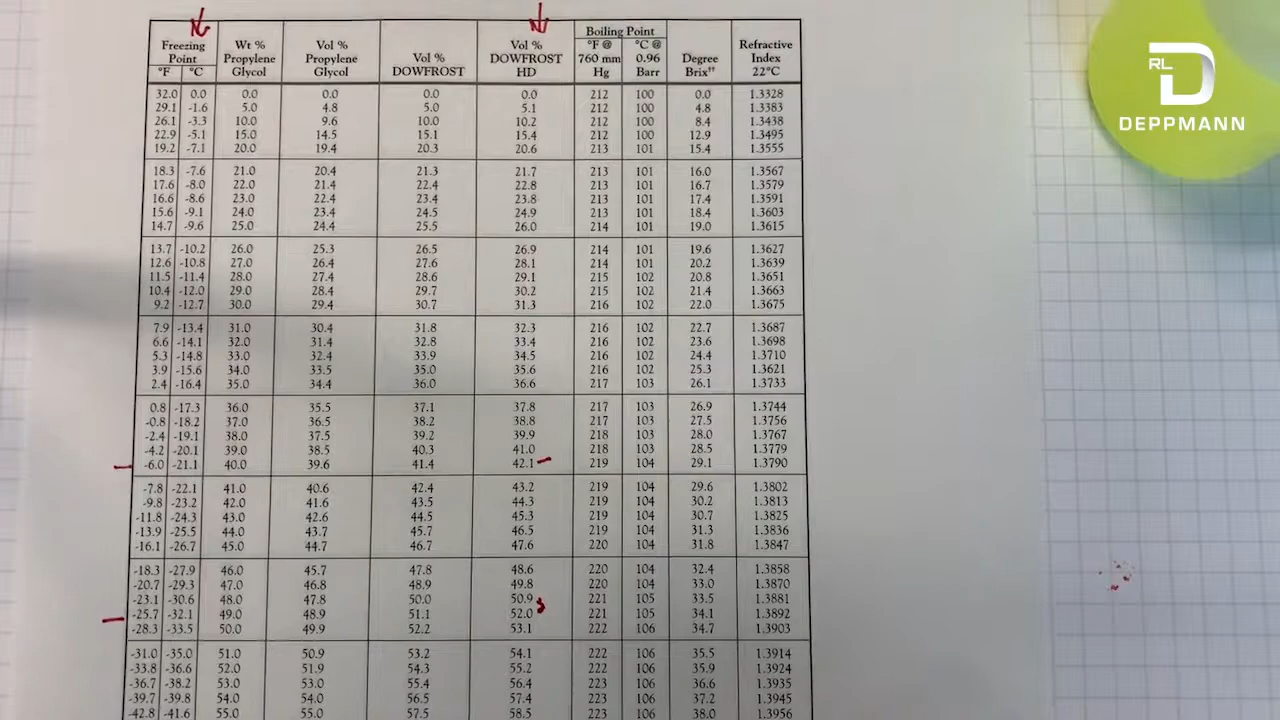 RL
DEPPMANN
Freezing Point °F °C Wt % Propylene Glycol Vol % Propylene Glycol Vol % DOWFROST Vol % DOWFROST HD Boiling Point °F @ 760 mm Hg °C @ 0.96 Barr Degree Brix†† Refractive Index 22°C
32.0 0.0 0.0 0.0 0.0 0.0 212 100 0.0 1.3328
29.1 -1.6 5.0 4.8 5.0 5.1 212 100 4.8 1.3383
26.1 -3.3 10.0 9.6 10.0 10.2 212 100 8.4 1.3438
22.9 -5.1 15.0 14.5 15.1 15.4 212 100 12.9 1.3495
19.2 -7.1 20.0 19.4 20.3 20.6 213 101 15.4 1.3555
18.3 -7.6 21.0 20.4 21.3 21.7 213 101 16.0 1.3567
17.6 -8.0 22.0 21.4 22.4 22.8 213 101 16.7 1.3579
16.6 -8.6 23.0 22.4 23.4 23.8 213 101 17.4 1.3591
15.6 -9.1 24.0 23.4 24.5 24.9 213 101 18.4 1.3603
14.7 -9.6 25.0 24.4 25.5 26.0 214 101 19.0 1.3615
13.7 -10.2 26.0 25.3 26.5 26.9 214 101 19.6 1.3627
12.6 -10.8 27.0 26.4 27.6 28.1 214 101 20.2 1.3639
11.5 -11.4 28.0 27.4 28.6 29.1 215 102 20.8 1.3651
10.4 -12.0 29.0 28.4 29.7 30.2 215 102 21.4 1.3663
9.2 -12.7 30.0 29.4 30.7 31.3 216 102 22.0 1.3675
7.9 -13.4 31.0 30.4 31.8 32.3 216 102 22.7 1.3687
6.6 -14.1 32.0 31.4 32.8 33.4 216 102 23.6 1.3698
5.3 -14.8 33.0 32.4 33.9 34.5 216 102 24.4 1.3710
3.9 -15.6 34.0 33.5 35.0 35.6 216 102 25.3 1.3621
2.4 -16.4 35.0 34.4 36.0 36.6 217 103 26.1 1.3733
0.8 -17.3 36.0 35.5 37.1 37.8 217 103 26.9 1.3744
-0.8 -18.2 37.0 36.5 38.2 38.8 217 103 27.5 1.3756
-2.4 -19.1 38.0 37.5 39.2 39.9 218 103 28.0 1.3767
-4.2 -20.1 39.0 38.5 40.3 41.0 218 103 28.5 1.3779
-6.0 -21.1 40.0 39.6 41.4 42.1 219 104 29.1 1.3790
-7.8 -22.1 41.0 40.6 42.4 43.2 219 104 29.6 1.3802
-9.8 -23.2 42.0 41.6 43.5 44.3 219 104 30.2 1.3813
-11.8 -24.3 43.0 42.6 44.5 45.3 219 104 30.7 1.3825
-13.9 -25.5 44.0 43.7 45.7 46.5 219 104 31.3 1.3836
-16.1 -26.7 45.0 44.7 46.7 47.6 220 104 31.8 1.3847
-18.3 -27.9 46.0 45.7 47.8 48.6 220 104 32.4 1.3858
-20.7 -29.3 47.0 46.8 48.9 49.8 220 104 33.0 1.3870
-23.1 -30.6 48.0 47.8 50.0 50.9 221 105 33.5 1.3881
-25.7 -32.1 49.0 48.9 51.1 52.0 221 105 34.1 1.3892
-28.3 -33.5 50.0 49.9 52.2 53.1 222 106 34.7 1.3903
-31.0 -35.0 51.0 50.9 53.2 54.1 222 106 35.5 1.3914
-33.8 -36.6 52.0 51.9 54.3 55.2 222 106 35.9 1.3924
-36.7 -38.2 53.0 53.0 55.4 56.4 223 106 36.6 1.3935
-39.7 -39.8 54.0 54.0 56.5 57.4 223 106 37.2 1.3945
-42.8 -41.6 55.0 55.0 57.5 58.5 223 106 38.0 1.3956